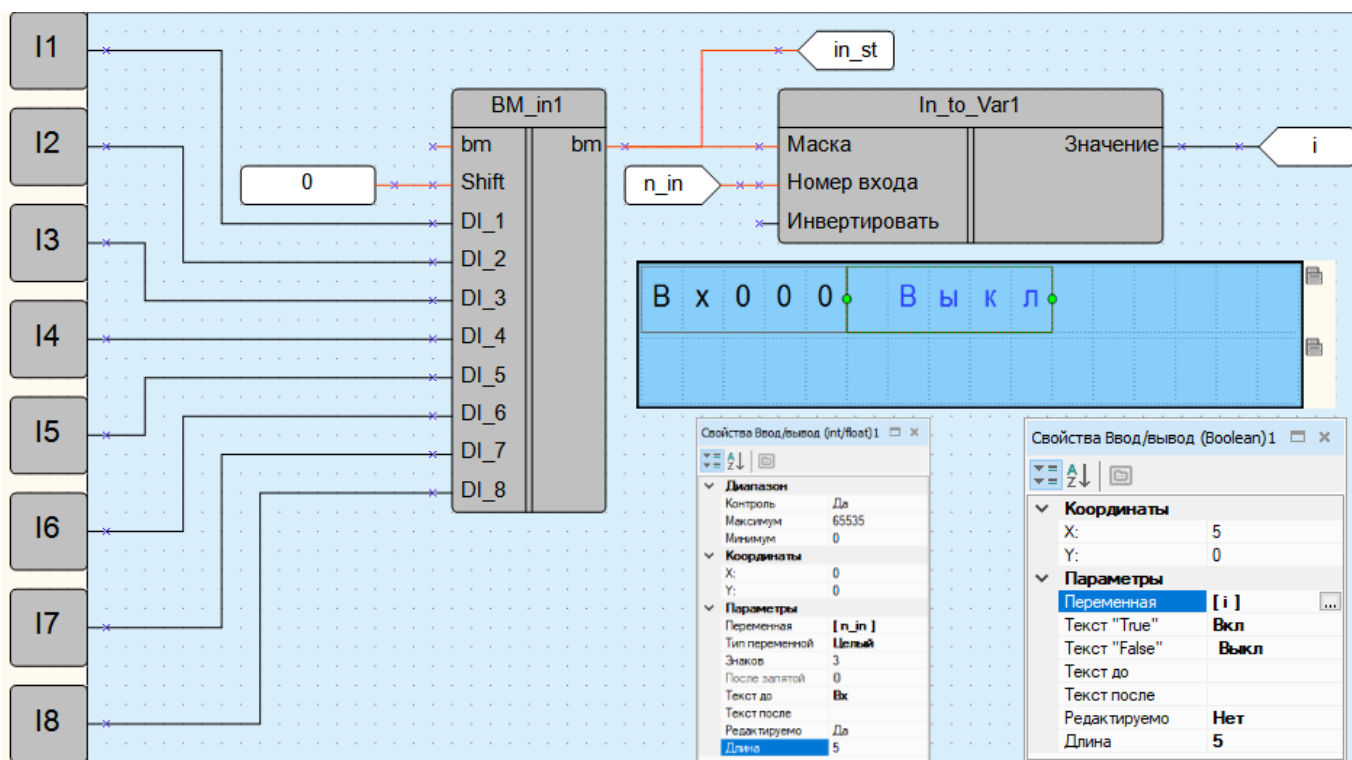 I1
I2
I3
I4
I5
I6
I7
I8
0
BM_in1
bm
bm
Shift
DI_1
DI_2
DI_3
DI_4
DI_5
DI_6
DI_7
DI_8
in_st
n_in
In_to_Var1
Маска
Значение
Номер входа
Инвертировать
i
Вх000 Выкл
Свойства Ввод/вывод (int/float)1
Диапазон
Контроль Да
Максимум 65535
Минимум 0
Координаты
X: 0
Y: 0
Параметры
Переменная [ n_in ]
Тип переменной Целый
Знаков 3
После запятой 0
Текст до Вх
Текст после
Редактируемо Да
Длина 5
Свойства Ввод/вывод (Boolean)1
Координаты
X: 5
Y: 0
Параметры
Переменная [ i ] ...
Текст "True" Вкл
Текст "False" Выкл
Текст до
Текст после
Редактируемо Нет
Длина 5